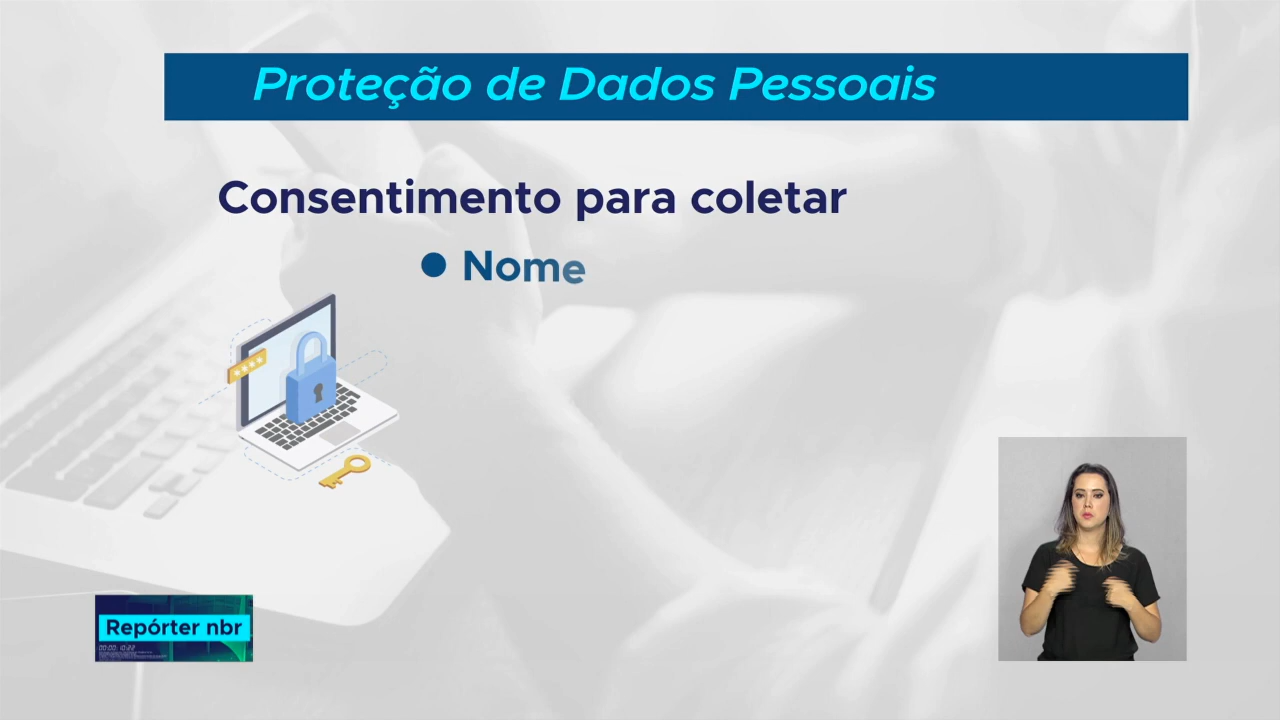 Proteção de Dados Pessoais
Consentimento para coletar
● Nome
Repórter nbr